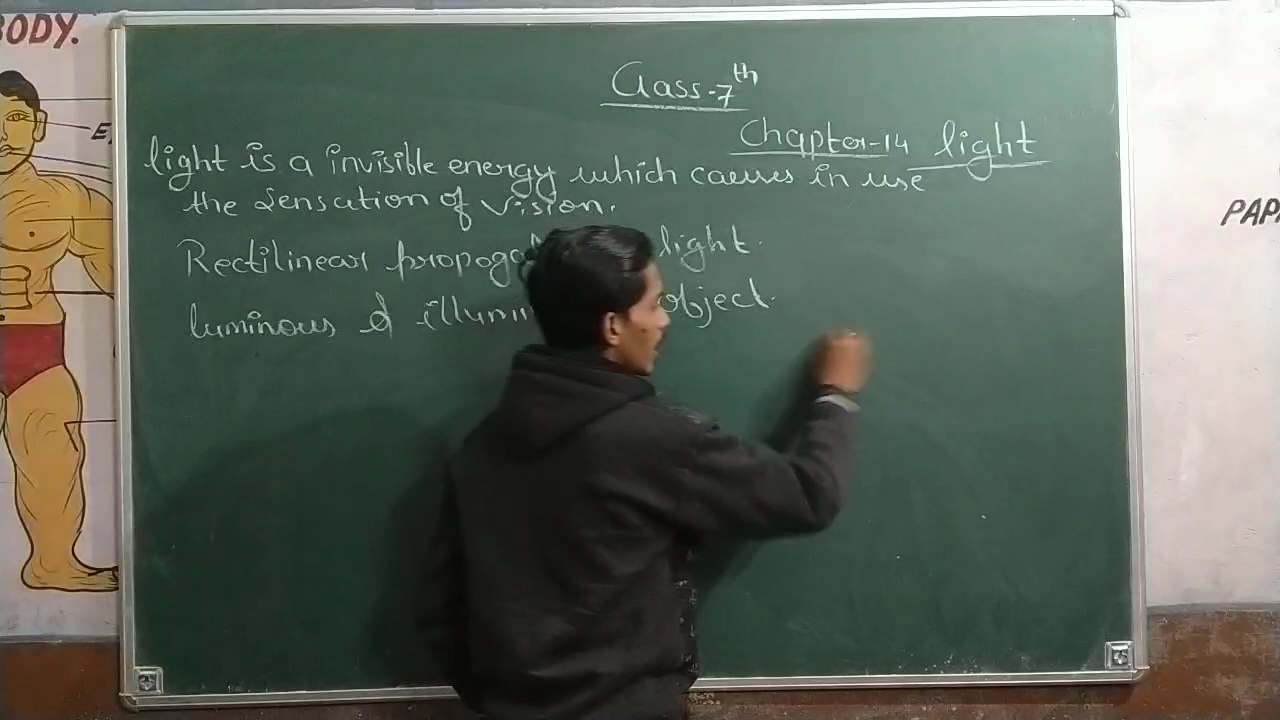 BODY.
Class-7th
Chapter-14 light
light is a invisible energy which causes in use
the sensation of vision.
Rectilinear light.
luminous & object.
PAP